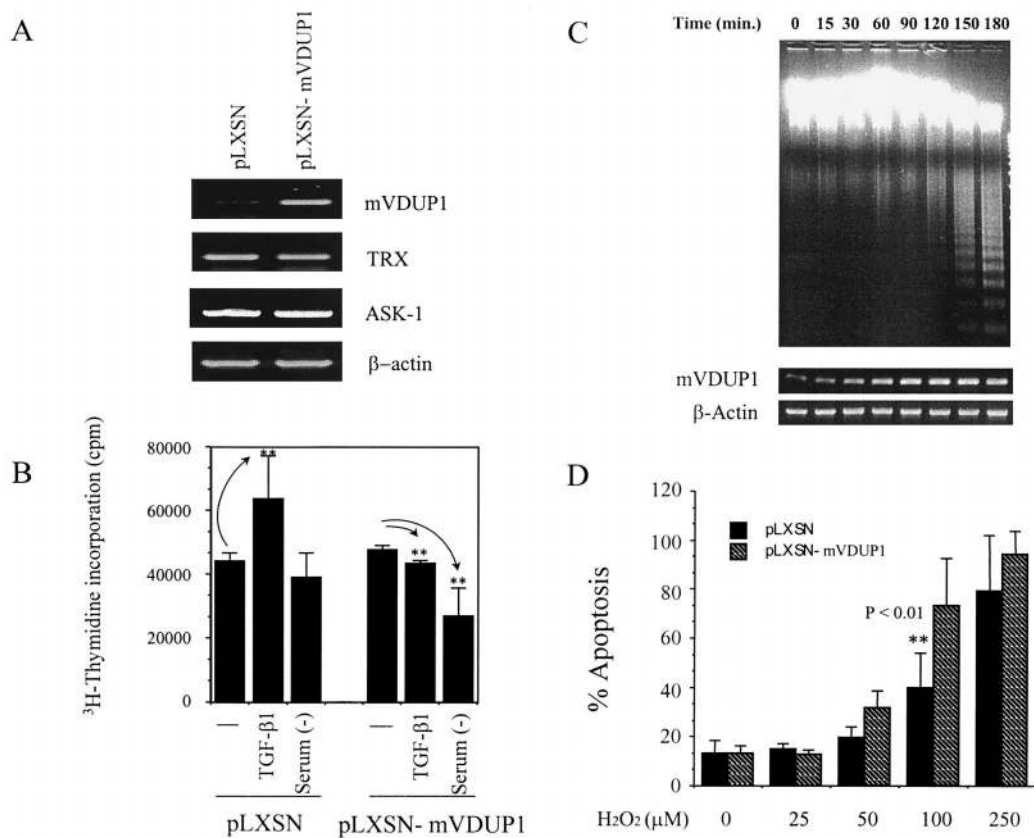 A
pLXSN
pLXSN- mVDUP1
mVDUP1
TRX
ASK-1
β–actin
B
³H-Thymidine incorporation (cpm)
80000
60000
40000
20000
0
**
**
**
—
TGF-β1
Serum (-)
—
TGF-β1
Serum (-)
pLXSN
pLXSN- mVDUP1
C
Time (min.) 0 15 30 60 90 120 150 180
mVDUP1
β-Actin
D
% Apoptosis
120
100
80
60
40
20
0
pLXSN
pLXSN- mVDUP1
P < 0.01
**
H₂O₂ (μM) 0 25 50 100 250